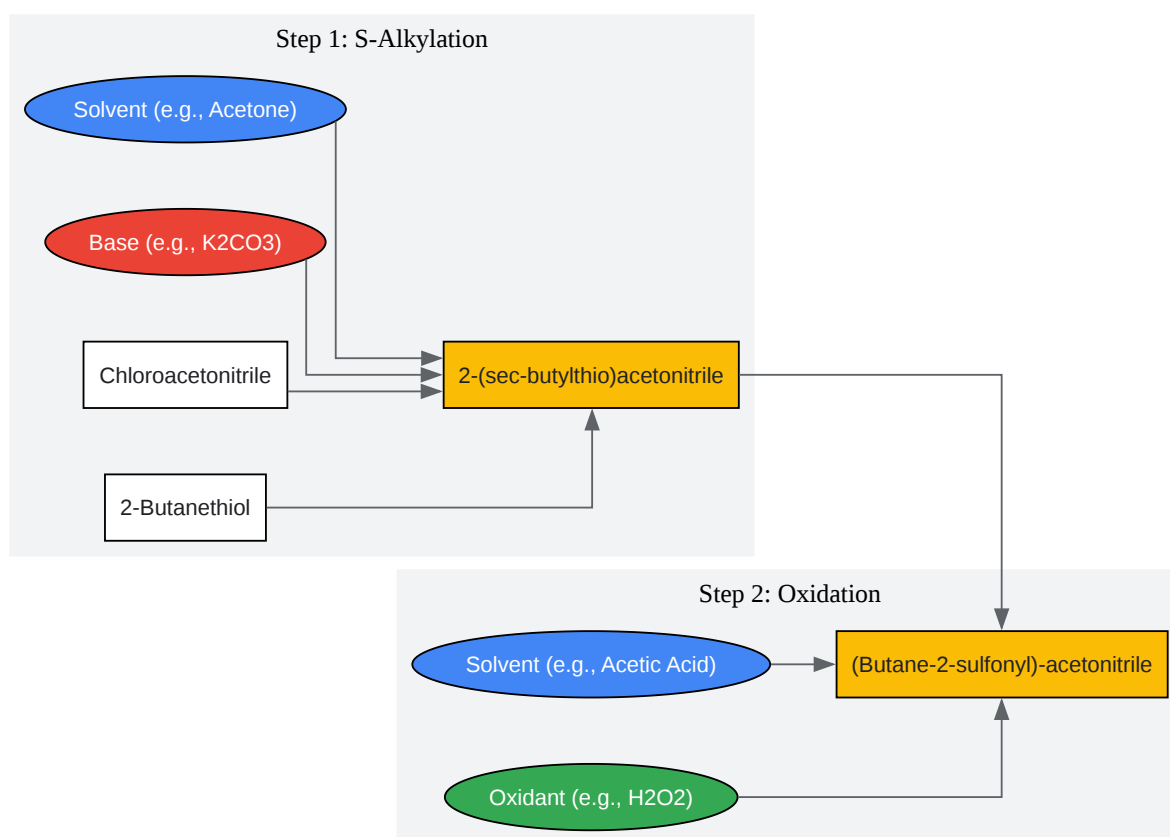 Step 1: S-Alkylation
Solvent (e.g., Acetone)
Base (e.g., K2CO3)
Chloroacetonitrile
2-(sec-butylthio)acetonitrile
2-Butanethiol
Step 2: Oxidation
Solvent (e.g., Acetic Acid)
(Butane-2-sulfonyl)-acetonitrile
Oxidant (e.g., H2O2)